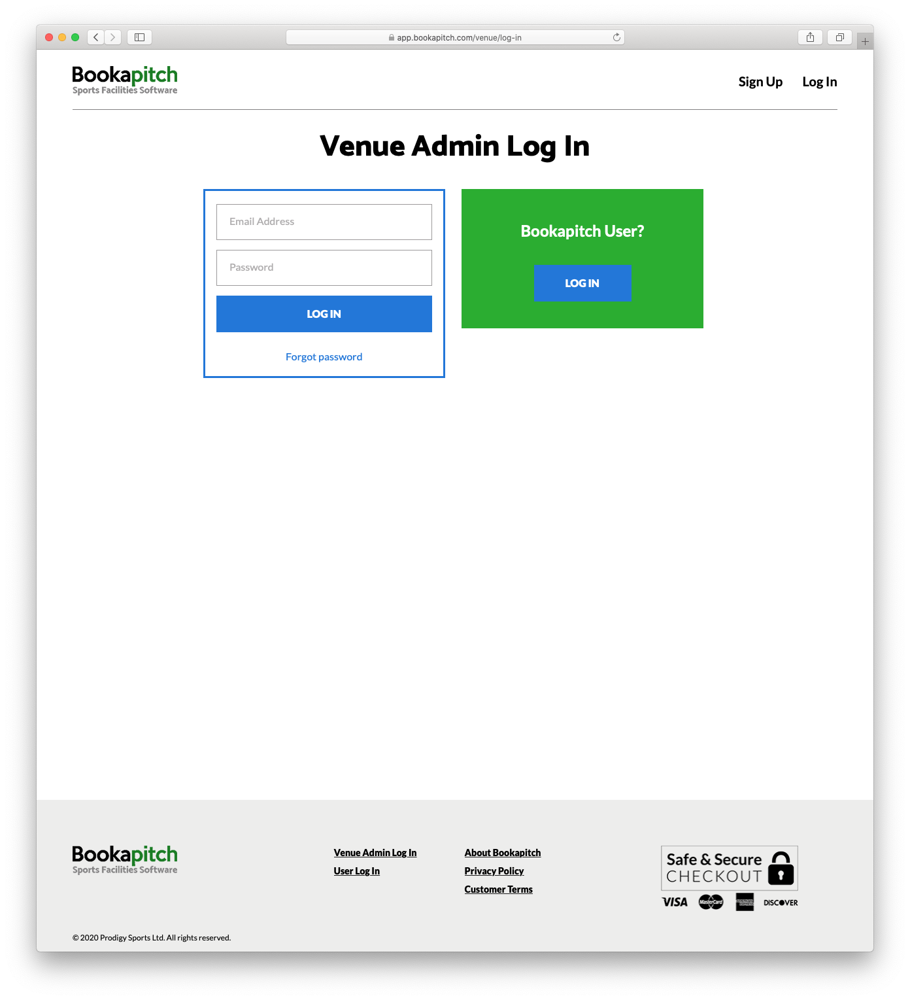 app.bookapitch.com/venue/log-in
Bookapitch
Sports Facilities Software
Sign Up
Log In
Venue Admin Log In
Email Address
Password
LOG IN
Forgot password
Bookapitch User?
LOG IN
Bookapitch
Sports Facilities Software
Venue Admin Log In
User Log In
About Bookapitch
Privacy Policy
Customer Terms
Safe & Secure
CHECKOUT
VISA
MasterCard
DISCOVER
© 2020 Prodigy Sports Ltd. All rights reserved.